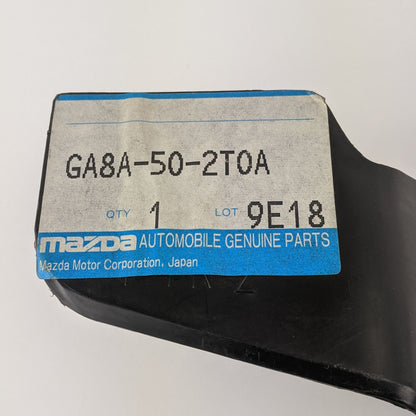 GA8A-50-2T0A
QTY 1 LOT 9E18
mazda AUTOMOBILE GENUINE PARTS
Mazda Motor Corporation, Japan